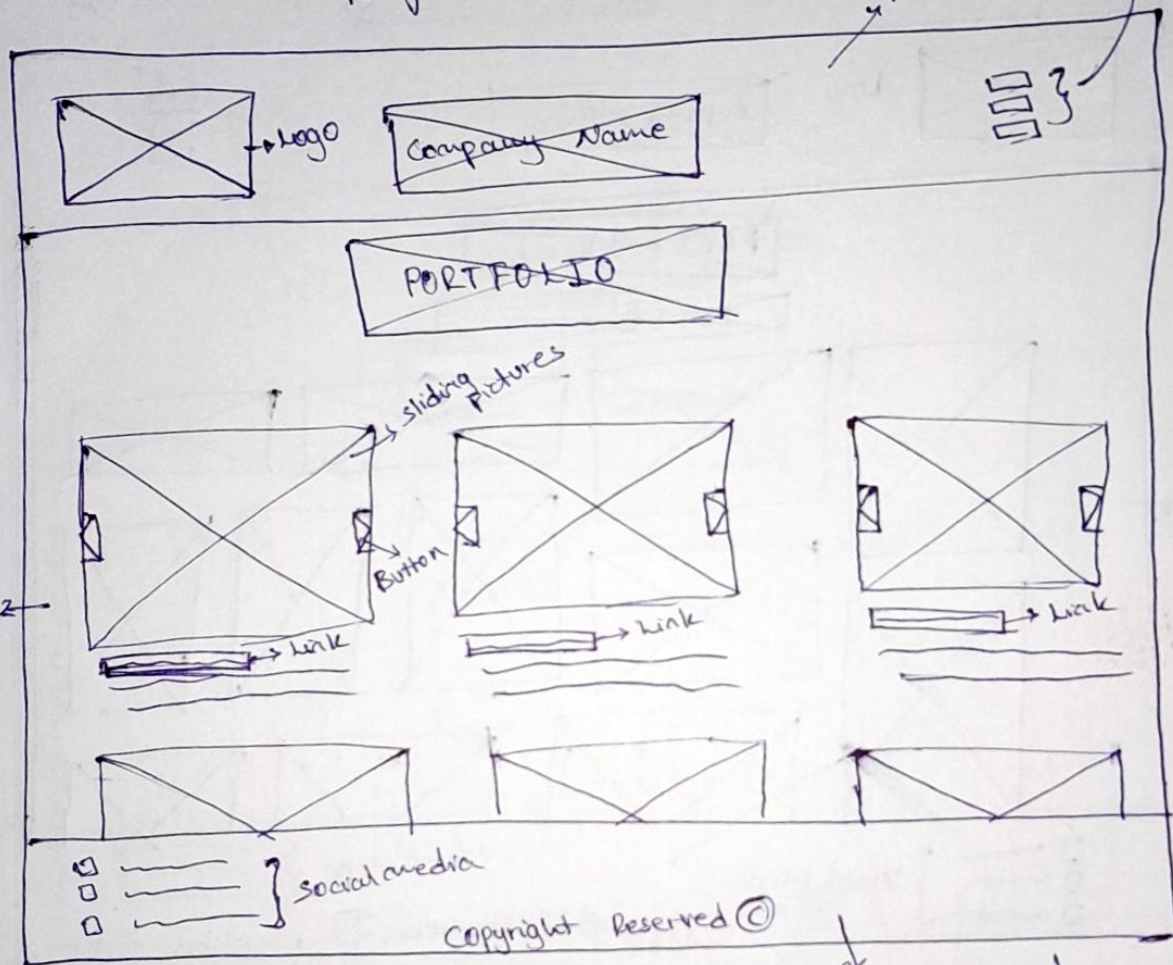 Logo
Company Name
PORTFOLIO
sliding
pictures
Button
Link
Link
Link
social media
Copyright Reserved ©